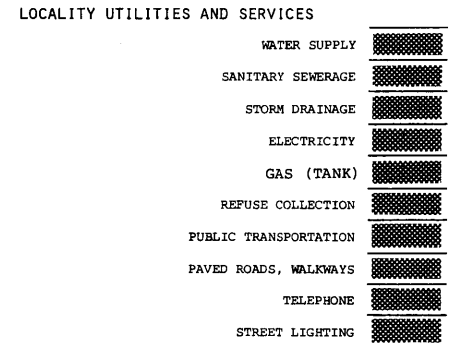 LOCALITY UTILITIES AND SERVICES
WATER SUPPLY
SANITARY SEWERAGE
STORM DRAINAGE
ELECTRICITY
GAS (TANK)
REFUSE COLLECTION
PUBLIC TRANSPORTATION
PAVED ROADS, WALKWAYS
TELEPHONE
STREET LIGHTING